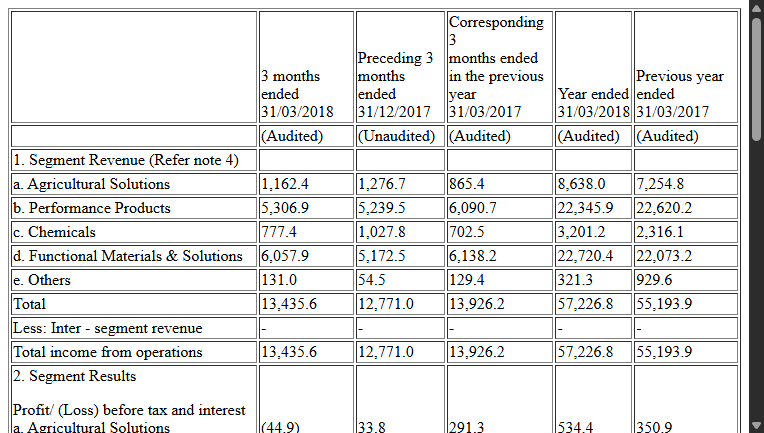 3 months ended 31/03/2018 | Preceding 3 months ended 31/12/2017 | Corresponding 3 months ended in the previous year 31/03/2017 | Year ended 31/03/2018 | Previous year ended 31/03/2017
(Audited) | (Unaudited) | (Audited) | (Audited) | (Audited)
1. Segment Revenue (Refer note 4)
a. Agricultural Solutions | 1,162.4 | 1,276.7 | 865.4 | 8,638.0 | 7,254.8
b. Performance Products | 5,306.9 | 5,239.5 | 6,090.7 | 22,345.9 | 22,620.2
c. Chemicals | 777.4 | 1,027.8 | 702.5 | 3,201.2 | 2,316.1
d. Functional Materials & Solutions | 6,057.9 | 5,172.5 | 6,138.2 | 22,720.4 | 22,073.2
e. Others | 131.0 | 54.5 | 129.4 | 321.3 | 929.6
Total | 13,435.6 | 12,771.0 | 13,926.2 | 57,226.8 | 55,193.9
Less: Inter - segment revenue | - | - | - | - | -
Total income from operations | 13,435.6 | 12,771.0 | 13,926.2 | 57,226.8 | 55,193.9
2. Segment Results
Profit/ (Loss) before tax and interest
a. Agricultural Solutions | (44.9) | 33.8 | 291.3 | 534.4 | 350.9